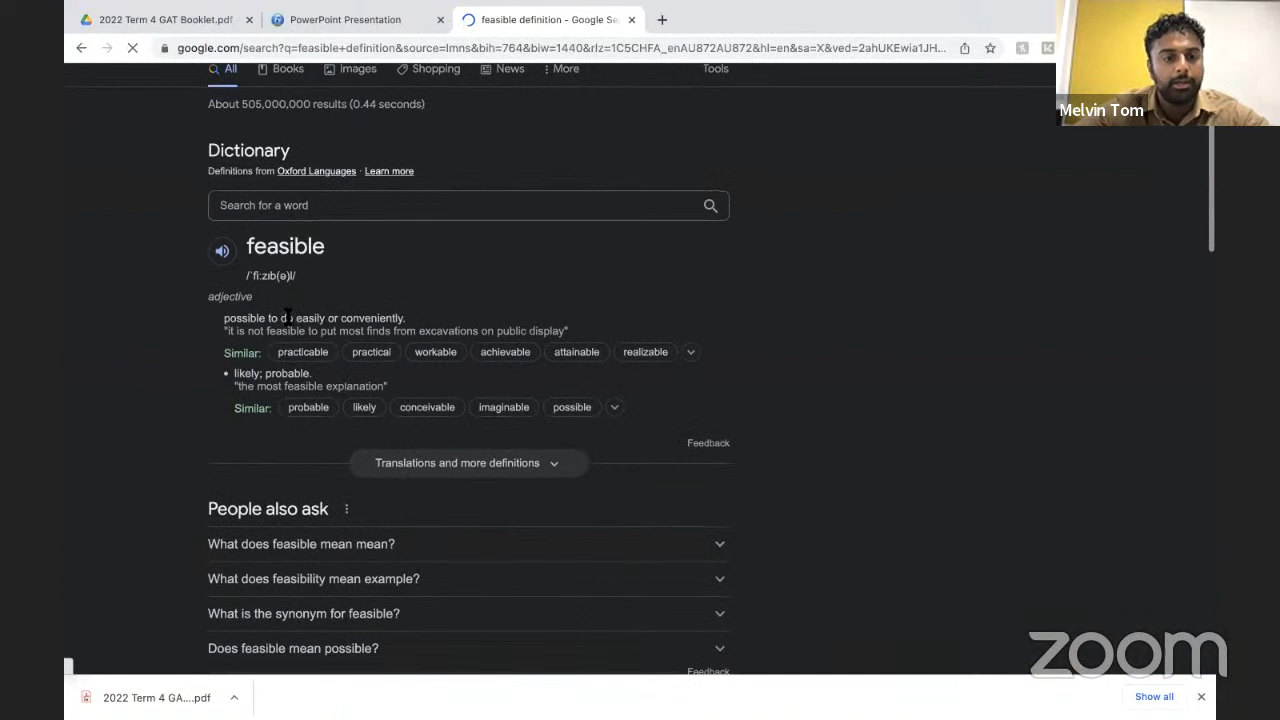 2022 Term 4 GAT Booklet.pdf
PowerPoint Presentation
feasible definition - Google Se
google.com/search?q=feasible+definition&source=lmns&bih=764&biw=1440&rlz=1C5CHFA_enAU872AU872&hl=en&sa=X&ved=2ahUKEwia1JH...
Melvin Tom
All Books Images Shopping News More Tools
About 505,000,000 results (0.44 seconds)
Dictionary
Definitions from Oxford Languages · Learn more
Search for a word
feasible
/ˈfiːzɪb(ə)l/
adjective
possible to do easily or conveniently.
"it is not feasible to put most finds from excavations on public display"
Similar: practicable practical workable achievable attainable realizable
• likely; probable.
"the most feasible explanation"
Similar: probable likely conceivable imaginable possible
Feedback
Translations and more definitions
People also ask
What does feasible mean mean?
What does feasibility mean example?
What is the synonym for feasible?
Does feasible mean possible?
Feedback
zoom
2022 Term 4 GA....pdf
Show all